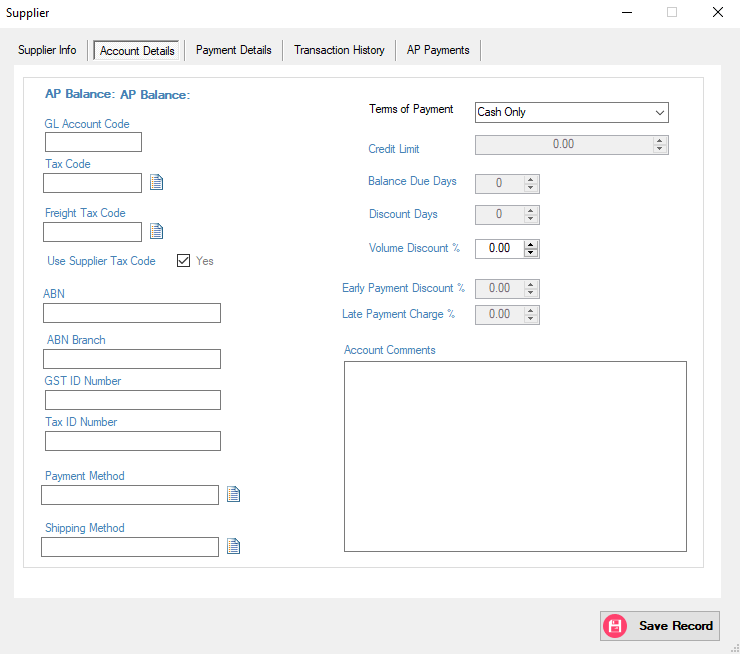 Supplier
Supplier Info
Account Details
Payment Details
Transaction History
AP Payments
AP Balance: AP Balance:
GL Account Code
Tax Code
Freight Tax Code
Use Supplier Tax Code Yes
ABN
ABN Branch
GST ID Number
Tax ID Number
Payment Method
Shipping Method
Terms of Payment Cash Only
Credit Limit 0.00
Balance Due Days 0
Discount Days 0
Volume Discount % 0.00
Early Payment Discount % 0.00
Late Payment Charge % 0.00
Account Comments
Save Record